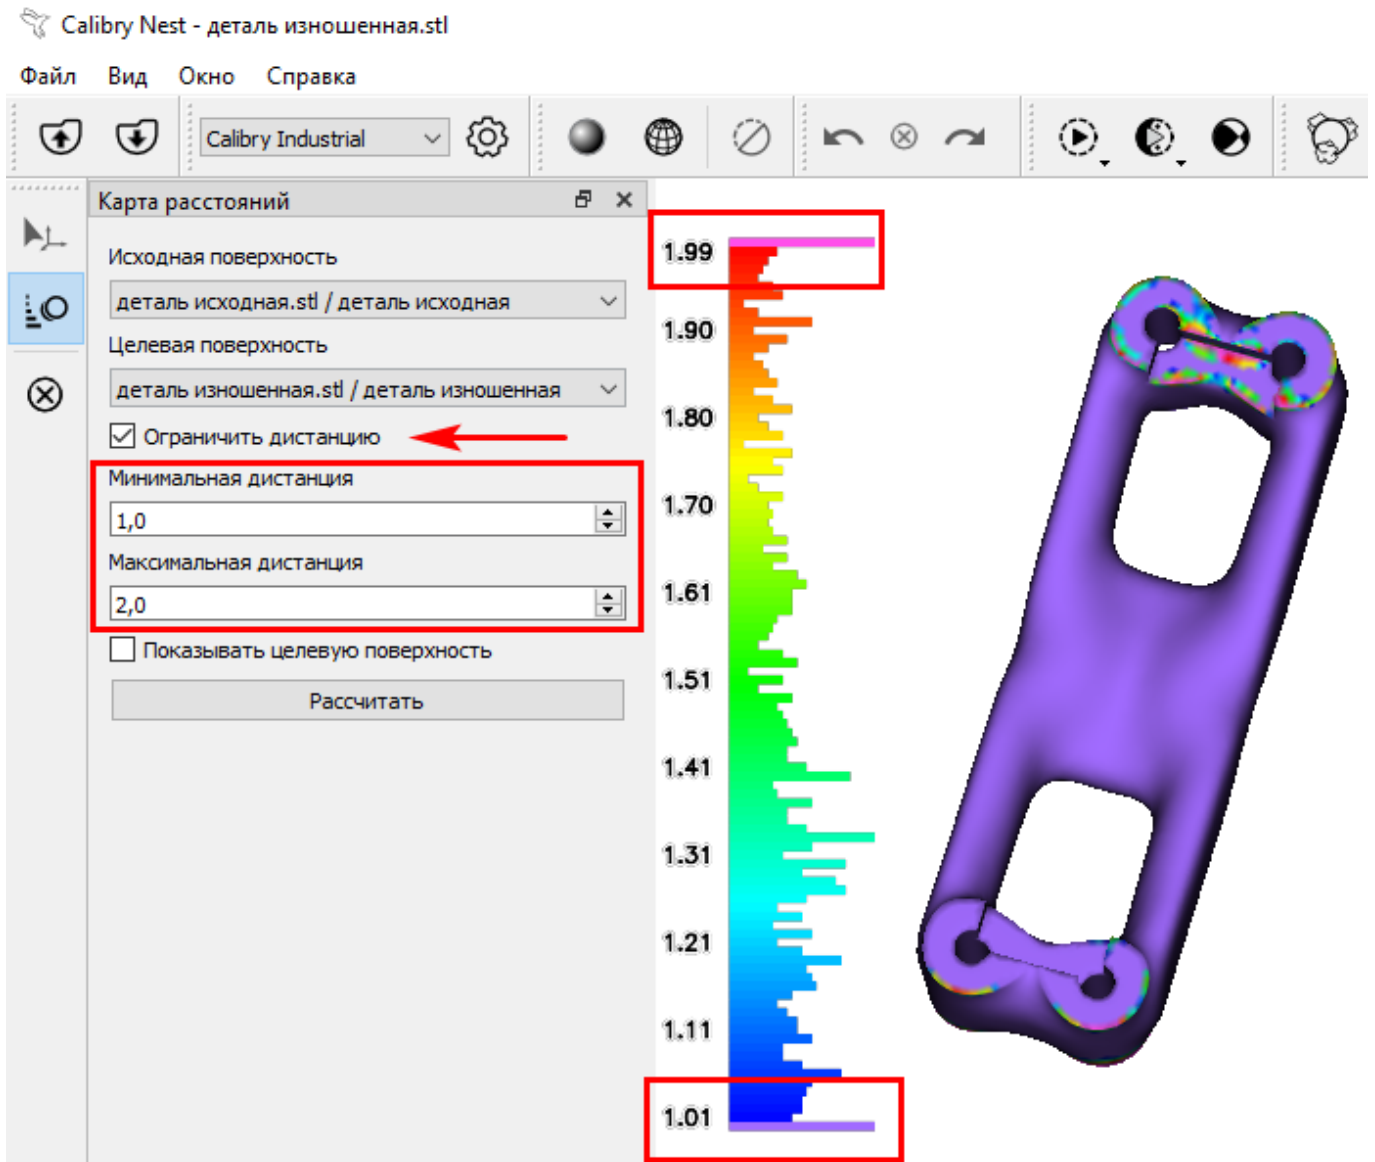 Calibry Nest - деталь изношенная.stl
Файл Вид Окно Справка
Calibry Industrial
Карта расстояний
Исходная поверхность
деталь исходная.stl / деталь исходная
Целевая поверхность
деталь изношенная.stl / деталь изношенная
Ограничить дистанцию
Минимальная дистанция
1,0
Максимальная дистанция
2,0
Показывать целевую поверхность
Рассчитать
1.99
1.90
1.80
1.70
1.61
1.51
1.41
1.31
1.21
1.11
1.01